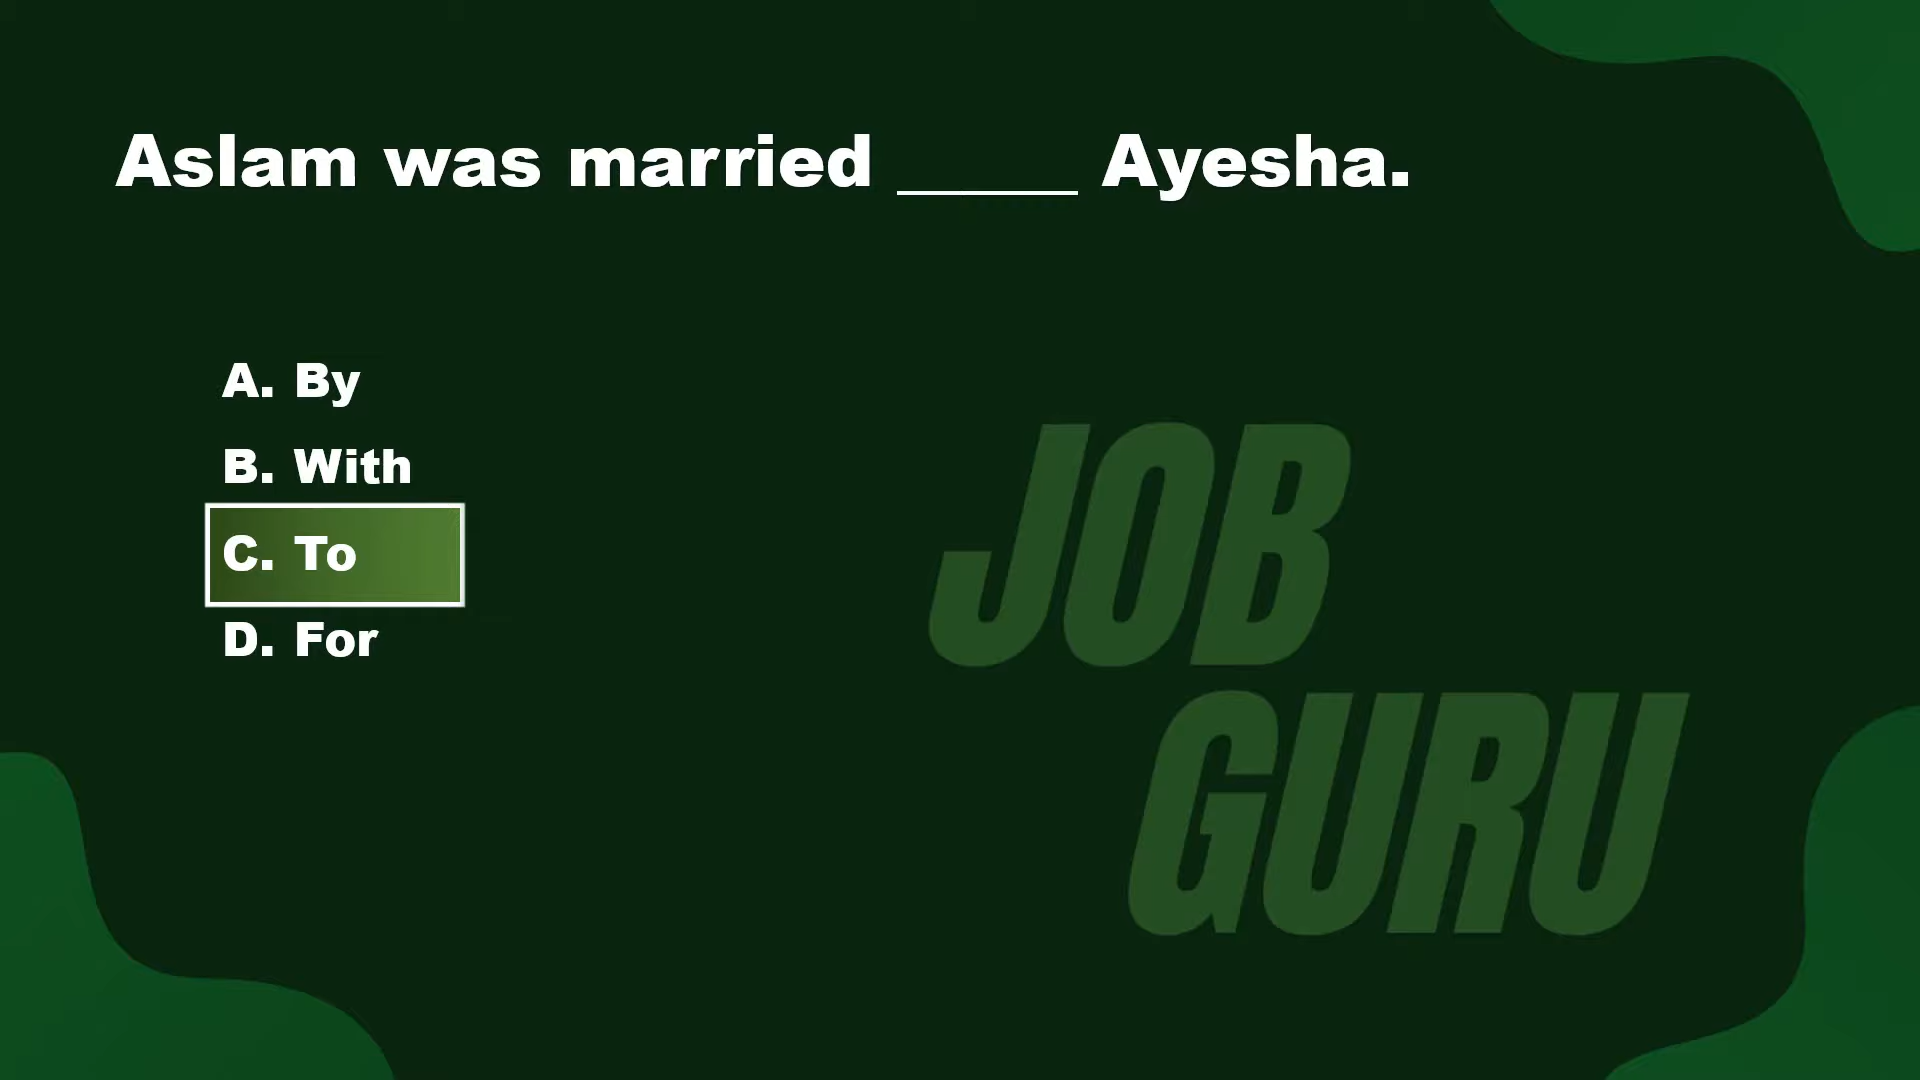 Aslam was married _____ Ayesha.
A. By
B. With
C. To
D. For
JOB
GURU